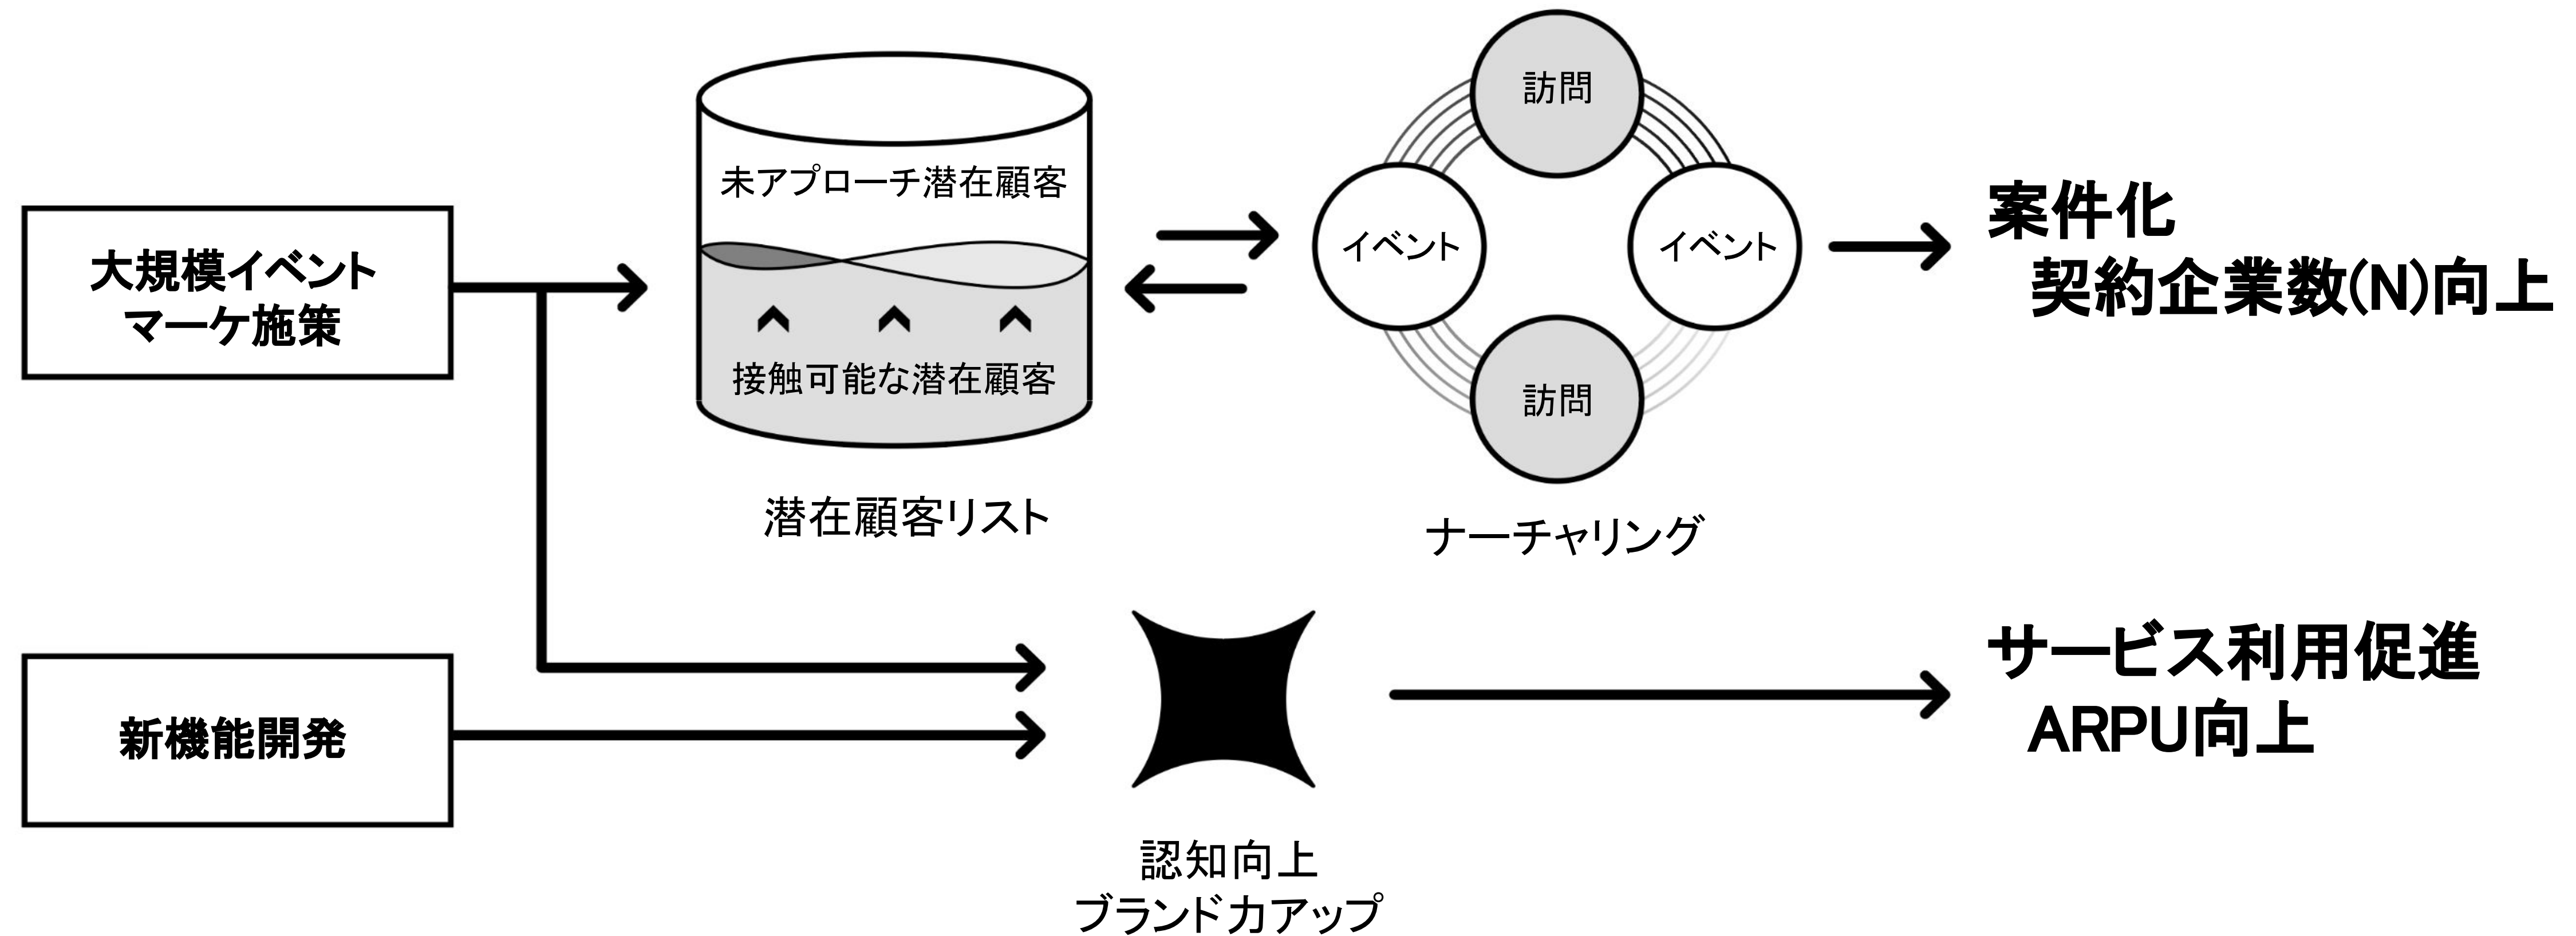 大規模イベント
マーケ施策
未アプローチ潜在顧客
接触可能な潜在顧客
潜在顧客リスト
訪問
イベント
イベント
訪問
ナーチャリング
案件化
契約企業数(N)向上
新機能開発
認知向上
ブランド力アップ
サービス利用促進
ARPU向上